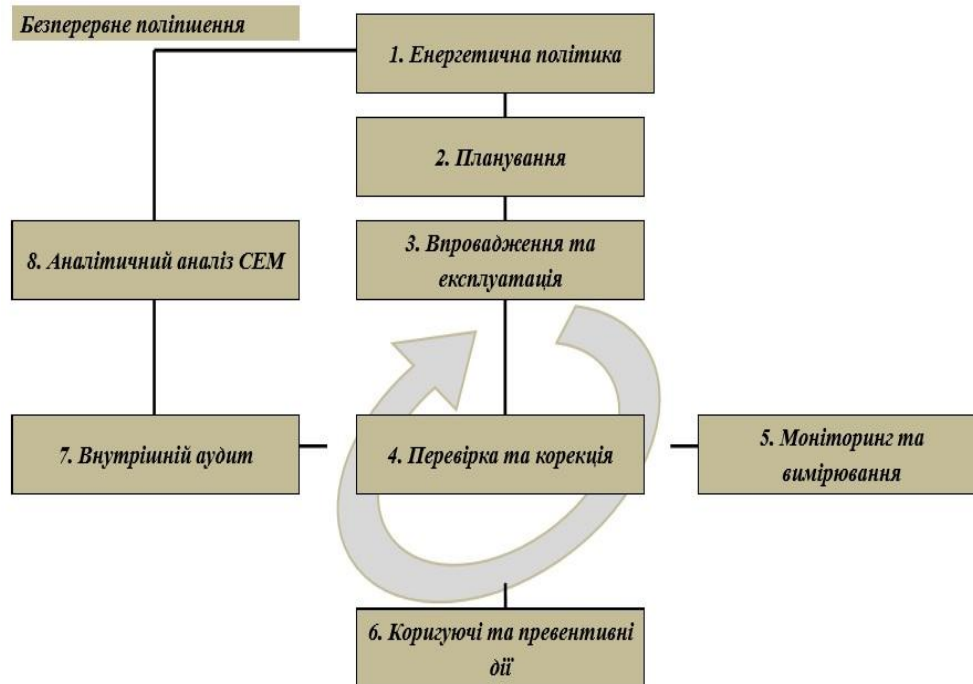 Безперервне поліпшення
1. Енергетична політика
2. Планування
3. Впровадження та
експлуатація
8. Аналітичний аналіз СЕМ
7. Внутрішній аудит
4. Перевірка та корекція
5. Моніторинг та
вимірювання
6. Коригуючі та превентивні
дії